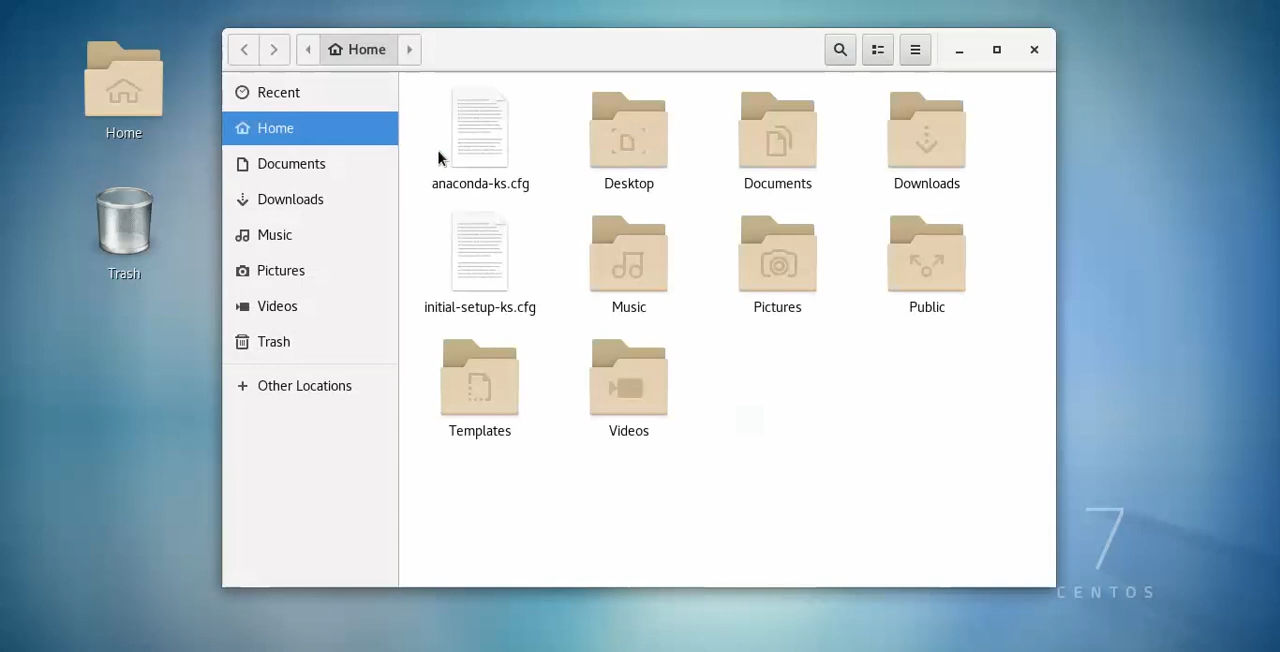 Home
Trash
Home
Recent
Home
Documents
Downloads
Music
Pictures
Videos
Trash
Other Locations
anaconda-ks.cfg
Desktop
Documents
Downloads
initial-setup-ks.cfg
Music
Pictures
Public
Templates
Videos
7
CENTOS